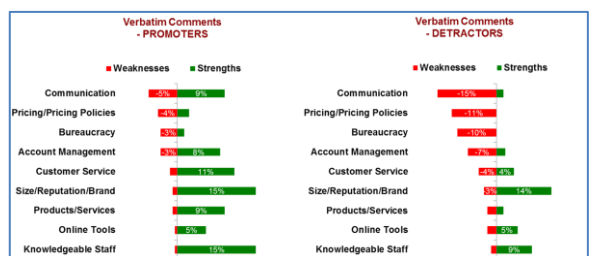 Verbatim Comments
- PROMOTERS
Weaknesses Strengths
Communication -5% 9%
Pricing/Pricing Policies -4%
Bureaucracy -3%
Account Management -3% 8%
Customer Service 11%
Size/Reputation/Brand 15%
Products/Services 9%
Online Tools 5%
Knowledgeable Staff 15%
Verbatim Comments
- DETRACTORS
Weaknesses Strengths
Communication -15%
Pricing/Pricing Policies -11%
Bureaucracy -10%
Account Management -7%
Customer Service -4% 4%
Size/Reputation/Brand -3% 14%
Products/Services
Online Tools 5%
Knowledgeable Staff 9%